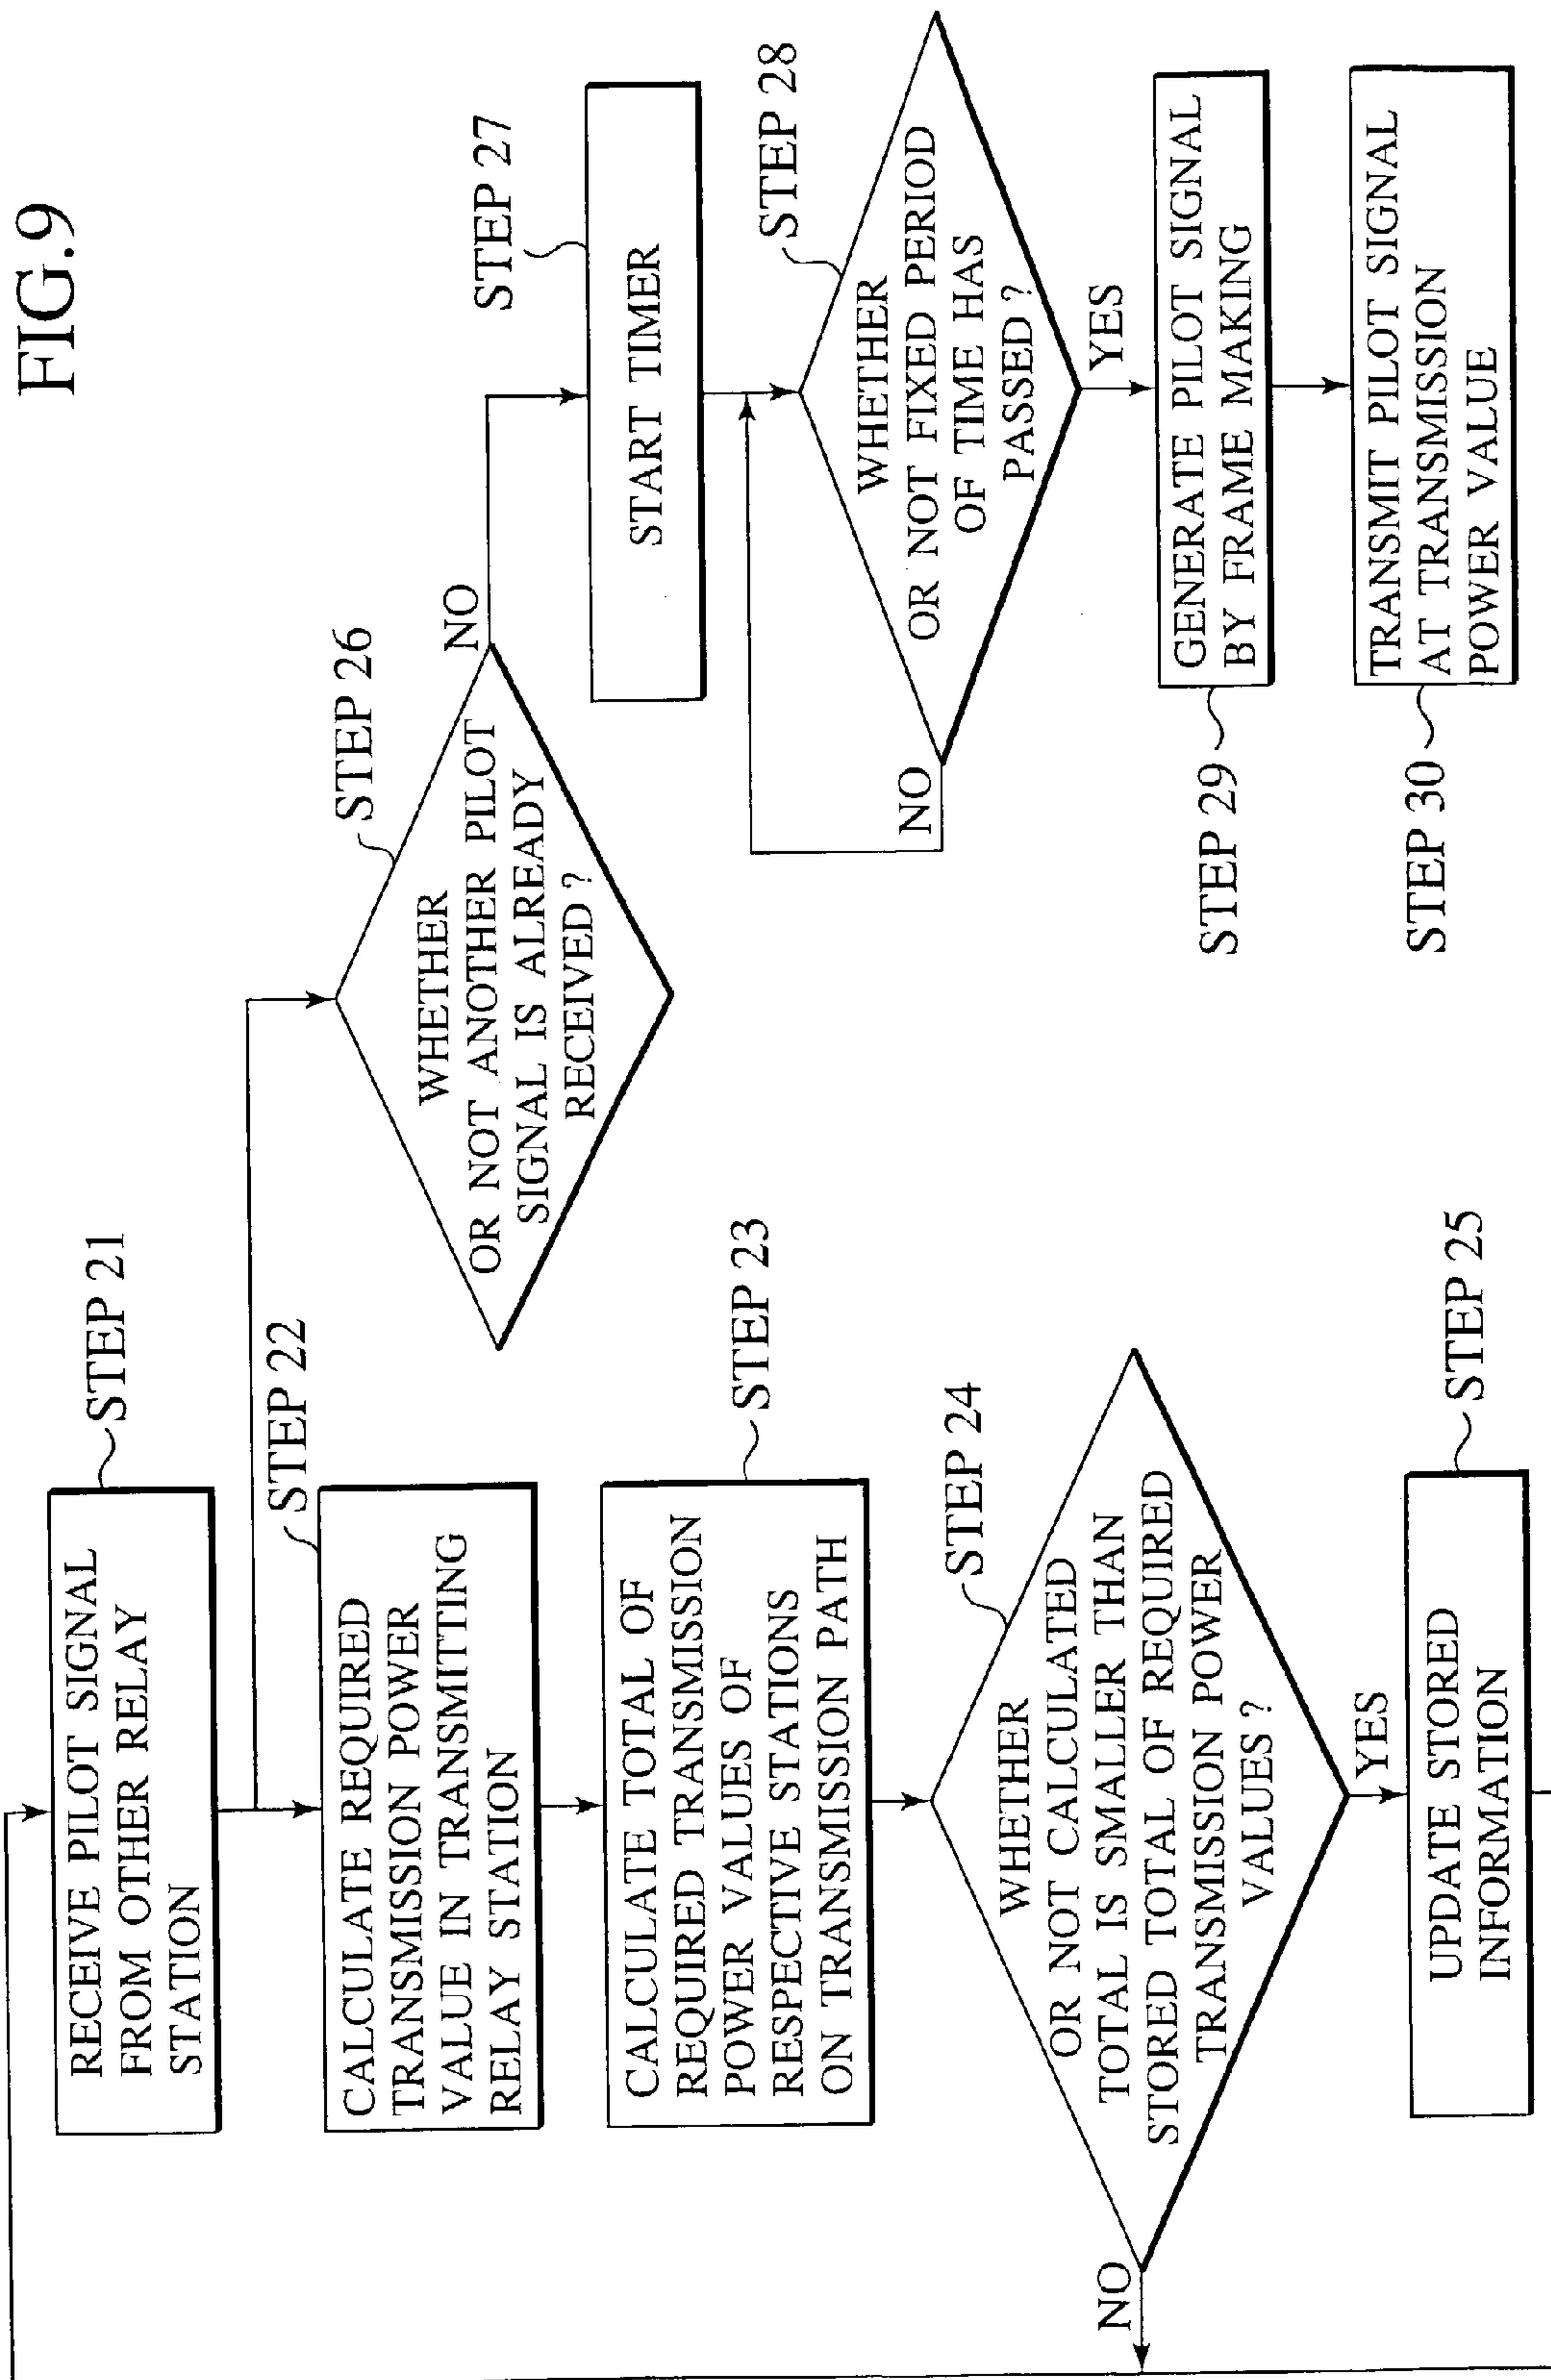 FIG.9
RECEIVE PILOT SIGNAL
FROM OTHER RELAY
STATION
STEP 21
STEP 22
CALCULATE REQUIRED
TRANSMISSION POWER
VALUE IN TRANSMITTING
RELAY STATION
CALCULATE TOTAL OF
REQUIRED TRANSMISSION
POWER VALUES OF
RESPECTIVE STATIONS
ON TRANSMISSION PATH
STEP 23
STEP 24
WHETHER
OR NOT CALCULATED
TOTAL IS SMALLER THAN
STORED TOTAL OF REQUIRED
TRANSMISSION POWER
VALUES ?
NO
YES
UPDATE STORED
INFORMATION
STEP 25
STEP 26
WHETHER
OR NOT ANOTHER PILOT
SIGNAL IS ALREADY
RECEIVED ?
NO
STEP 27
START TIMER
STEP 28
WHETHER
OR NOT FIXED PERIOD
OF TIME HAS
PASSED ?
NO
YES
STEP 29
GENERATE PILOT SIGNAL
BY FRAME MAKING
STEP 30
TRANSMIT PILOT SIGNAL
AT TRANSMISSION
POWER VALUE